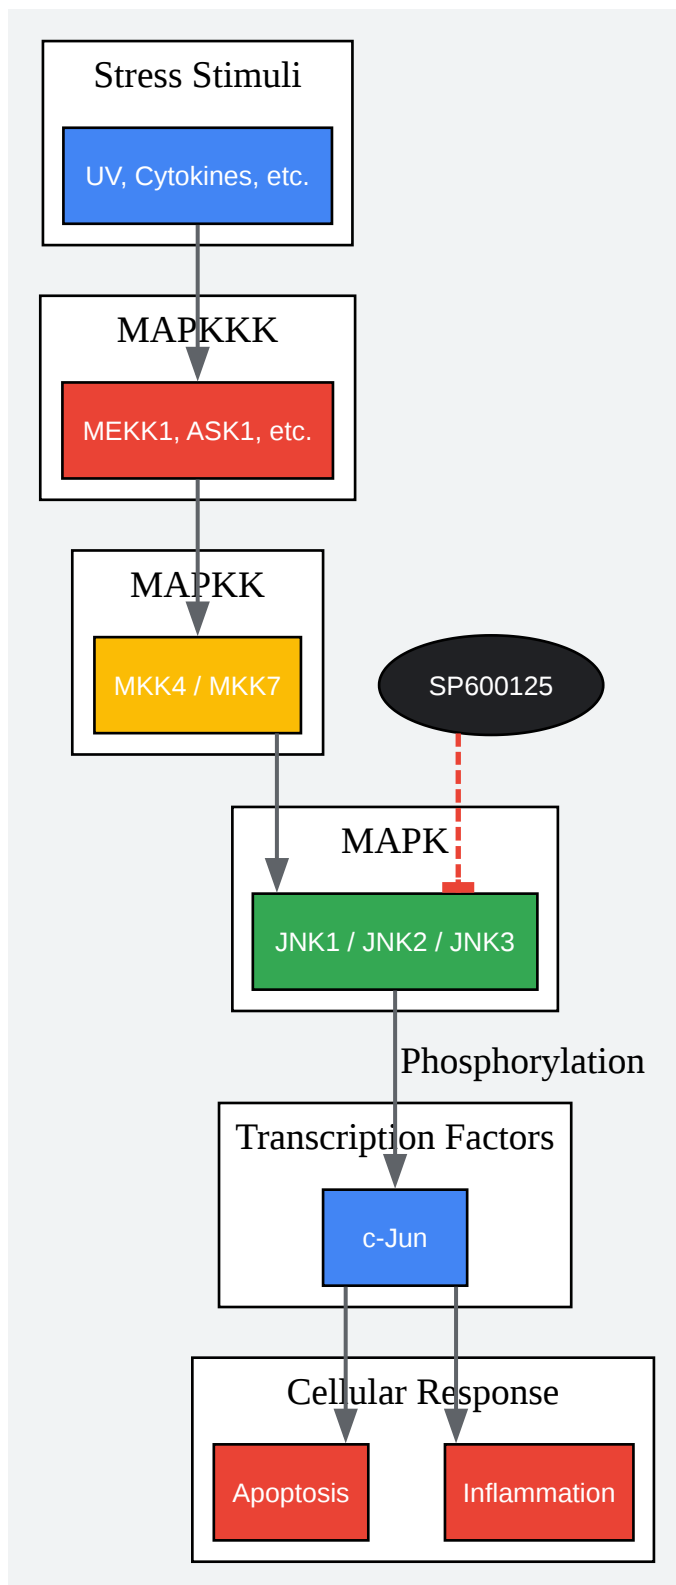 Stress Stimuli
UV, Cytokines, etc.
MAPKKK
MEKK1, ASK1, etc.
MAPKK
MKK4 / MKK7
SP600125
MAPK
JNK1 / JNK2 / JNK3
Phosphorylation
Transcription Factors
c-Jun
Cellular Response
Apoptosis
Inflammation